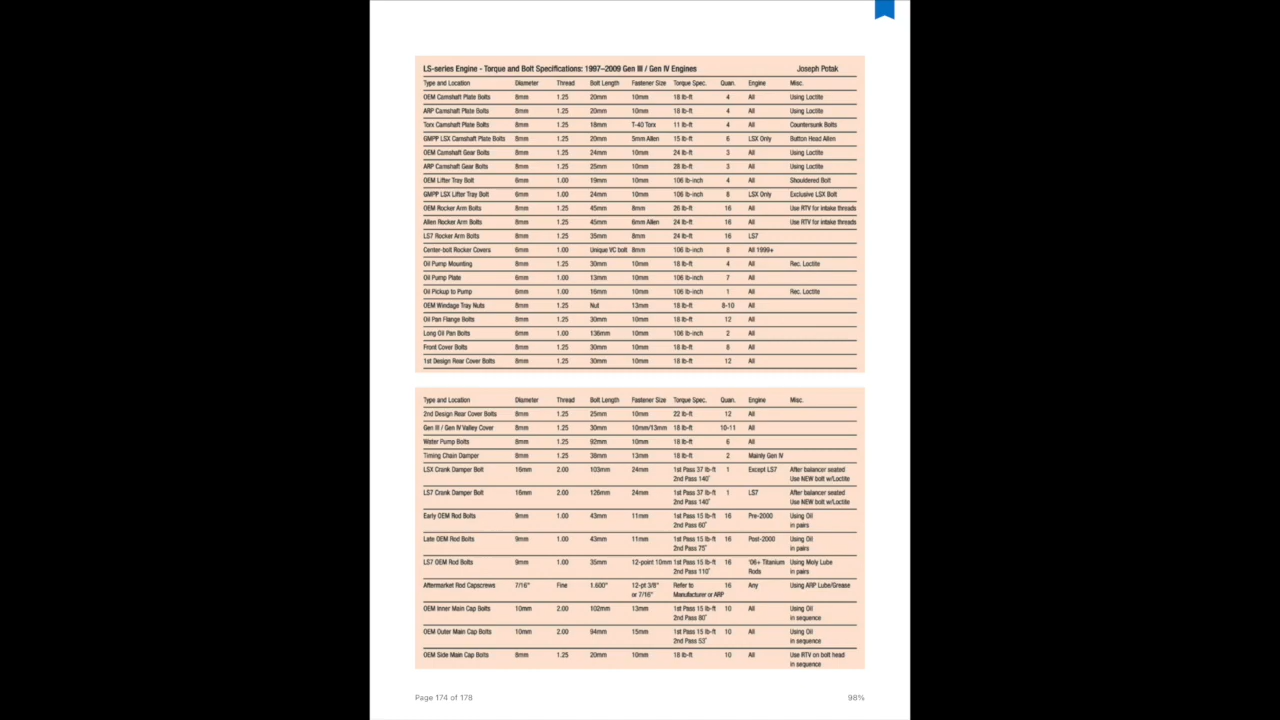 LS-series Engine - Torque and Bolt Specifications: 1997–2009 Gen III / Gen IV Engines Joseph Potak
Type and Location Diameter Thread Bolt Length Fastener Size Torque Spec. Quan. Engine Misc.
OEM Camshaft Plate Bolts 8mm 1.25 20mm 10mm 18 lb-ft 4 All Using Loctite
ARP Camshaft Plate Bolts 8mm 1.25 20mm 10mm 18 lb-ft 4 All Using Loctite
Torx Camshaft Plate Bolts 8mm 1.25 18mm T-40 Torx 11 lb-ft 4 All Countersunk Bolts
GMPP LSX Camshaft Plate Bolts 8mm 1.25 20mm 5mm Allen 15 lb-ft 6 LSX Only Button Head Allen
OEM Camshaft Gear Bolts 8mm 1.25 24mm 10mm 24 lb-ft 3 All Using Loctite
ARP Camshaft Gear Bolts 8mm 1.25 25mm 10mm 28 lb-ft 3 All Using Loctite
OEM Lifter Tray Bolt 6mm 1.00 19mm 10mm 106 lb-inch 4 All Shouldered Bolt
GMPP LSX Lifter Tray Bolt 6mm 1.00 24mm 10mm 106 lb-inch 8 LSX Only Exclusive LSX Bolt
OEM Rocker Arm Bolts 8mm 1.25 45mm 8mm 26 lb-ft 16 All Use RTV for intake threads
Allen Rocker Arm Bolts 8mm 1.25 45mm 6mm Allen 24 lb-ft 16 All Use RTV for intake threads
LS7 Rocker Arm Bolts 8mm 1.25 35mm 8mm 24 lb-ft 16 LS7
Center-bolt Rocker Covers 6mm 1.00 Unique VC bolt 8mm 106 lb-inch 8 All 1999+
Oil Pump Mounting 8mm 1.25 30mm 10mm 18 lb-ft 4 All Rec. Loctite
Oil Pump Plate 6mm 1.00 13mm 10mm 106 lb-inch 7 All
Oil Pickup to Pump 6mm 1.00 16mm 10mm 106 lb-inch 1 All Rec. Loctite
OEM Windage Tray Nuts 8mm 1.25 Nut 13mm 18 lb-ft 8-10 All
Oil Pan Flange Bolts 8mm 1.25 30mm 10mm 18 lb-ft 12 All
Long Oil Pan Bolts 6mm 1.00 136mm 10mm 106 lb-inch 2 All
Front Cover Bolts 8mm 1.25 30mm 10mm 18 lb-ft 8 All
1st Design Rear Cover Bolts 8mm 1.25 30mm 10mm 18 lb-ft 12 All
Type and Location Diameter Thread Bolt Length Fastener Size Torque Spec. Quan. Engine Misc.
2nd Design Rear Cover Bolts 8mm 1.25 25mm 10mm 22 lb-ft 12 All
Gen III / Gen IV Valley Cover 8mm 1.25 30mm 10mm/13mm 18 lb-ft 10-11 All
Water Pump Bolts 8mm 1.25 92mm 10mm 18 lb-ft 6 All
Timing Chain Damper 8mm 1.25 38mm 13mm 18 lb-ft 2 Mainly Gen IV
LSX Crank Damper Bolt 16mm 2.00 103mm 24mm 1st Pass 37 lb-ft 1 Except LS7 After balancer seated
2nd Pass 140˚ Use NEW bolt w/Loctite
LS7 Crank Damper Bolt 16mm 2.00 126mm 24mm 1st Pass 37 lb-ft 1 LS7 After balancer seated
2nd Pass 140˚ Use NEW bolt w/Loctite
Early OEM Rod Bolts 9mm 1.00 43mm 11mm 1st Pass 15 lb-ft 16 Pre-2000 Using Oil
2nd Pass 60˚ in pairs
Late OEM Rod Bolts 9mm 1.00 43mm 11mm 1st Pass 15 lb-ft 16 Post-2000 Using Oil
2nd Pass 75˚ in pairs
LS7 OEM Rod Bolts 9mm 1.00 35mm 12-point 10mm 1st Pass 15 lb-ft 16 '06+ Titanium Using Moly Lube
2nd Pass 110˚ Rods in pairs
Aftermarket Rod Capscrews 7/16" Fine 1.600" 12-pt 3/8" Refer to 16 Any Using ARP Lube/Grease
or 7/16" Manufacturer or ARP
OEM Inner Main Cap Bolts 10mm 2.00 102mm 13mm 1st Pass 15 lb-ft 10 All Using Oil
2nd Pass 80˚ in sequence
OEM Outer Main Cap Bolts 10mm 2.00 94mm 15mm 1st Pass 15 lb-ft 10 All Using Oil
2nd Pass 53˚ in sequence
OEM Side Main Cap Bolts 8mm 1.25 20mm 10mm 18 lb-ft 10 All Use RTV on bolt head
in sequence
Page 174 of 178 98%